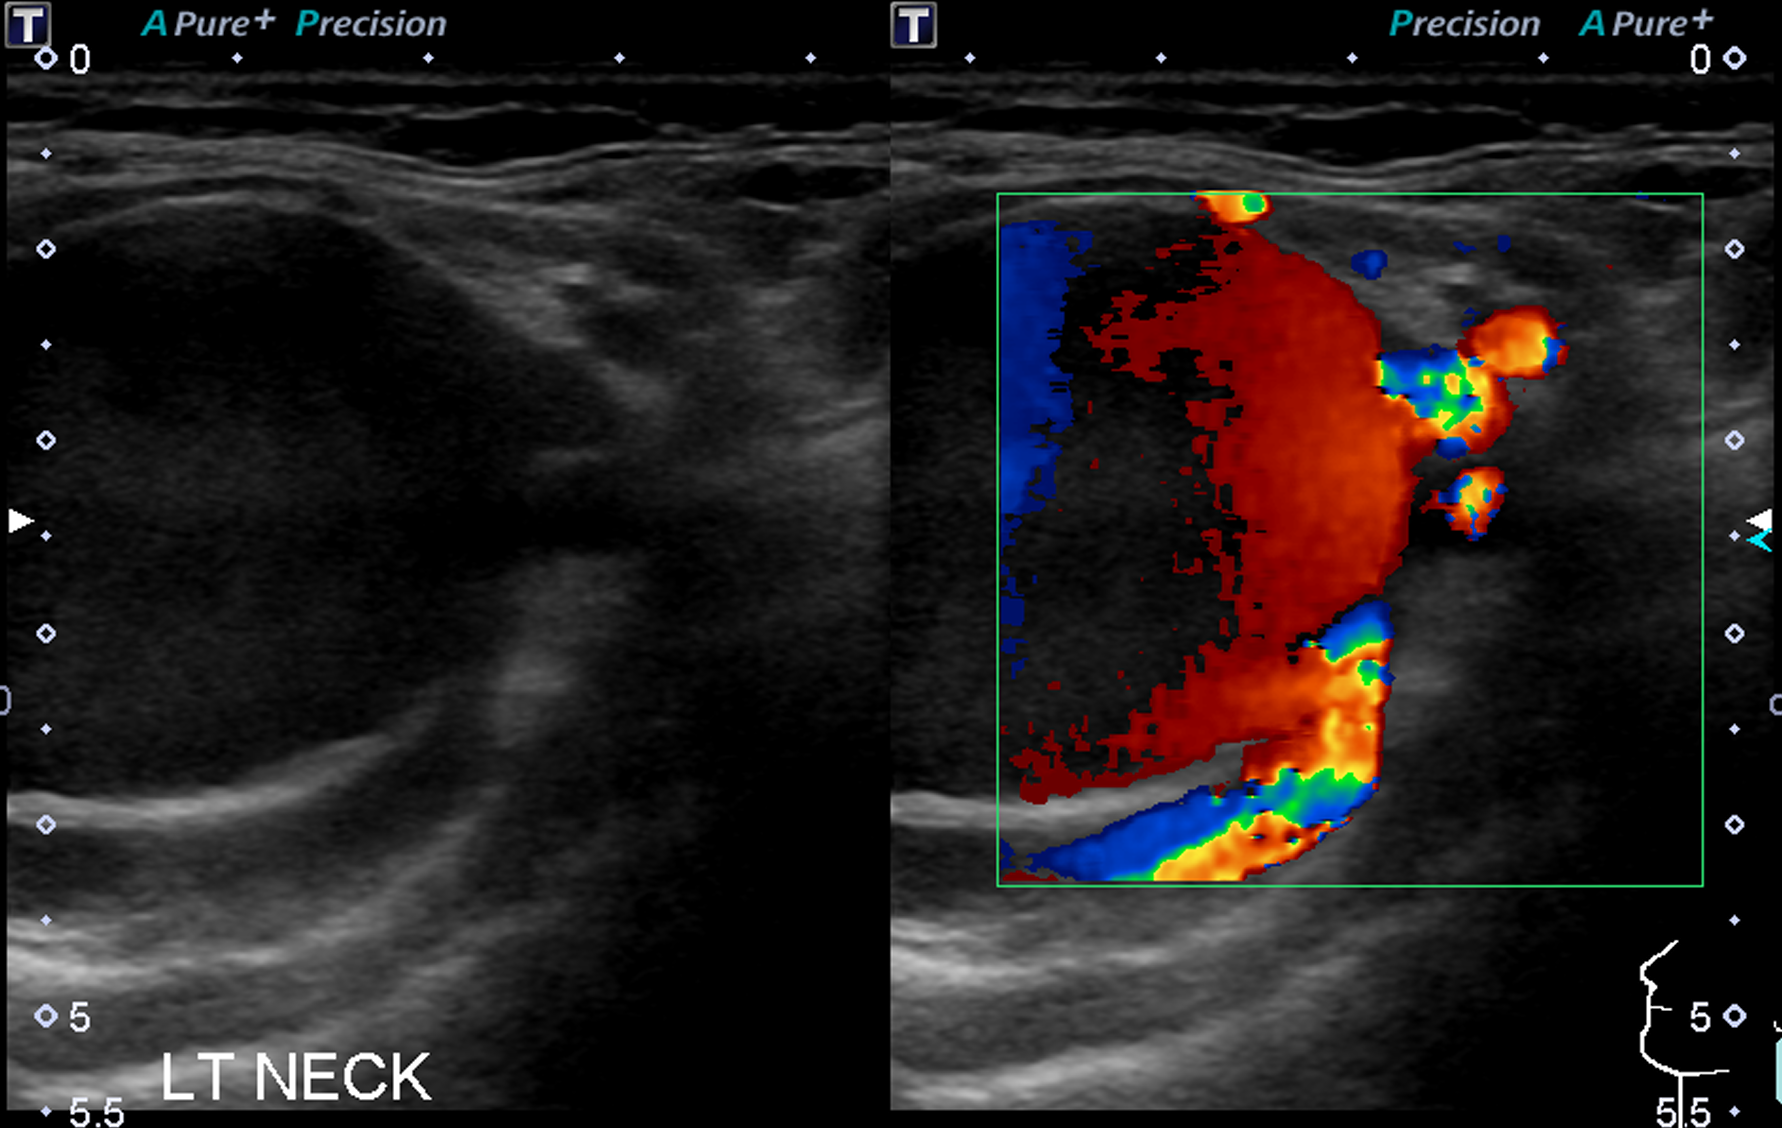 T A Pure+ Precision
T Precision A Pure+
0
0
5
5
LT NECK
5.5
5.5